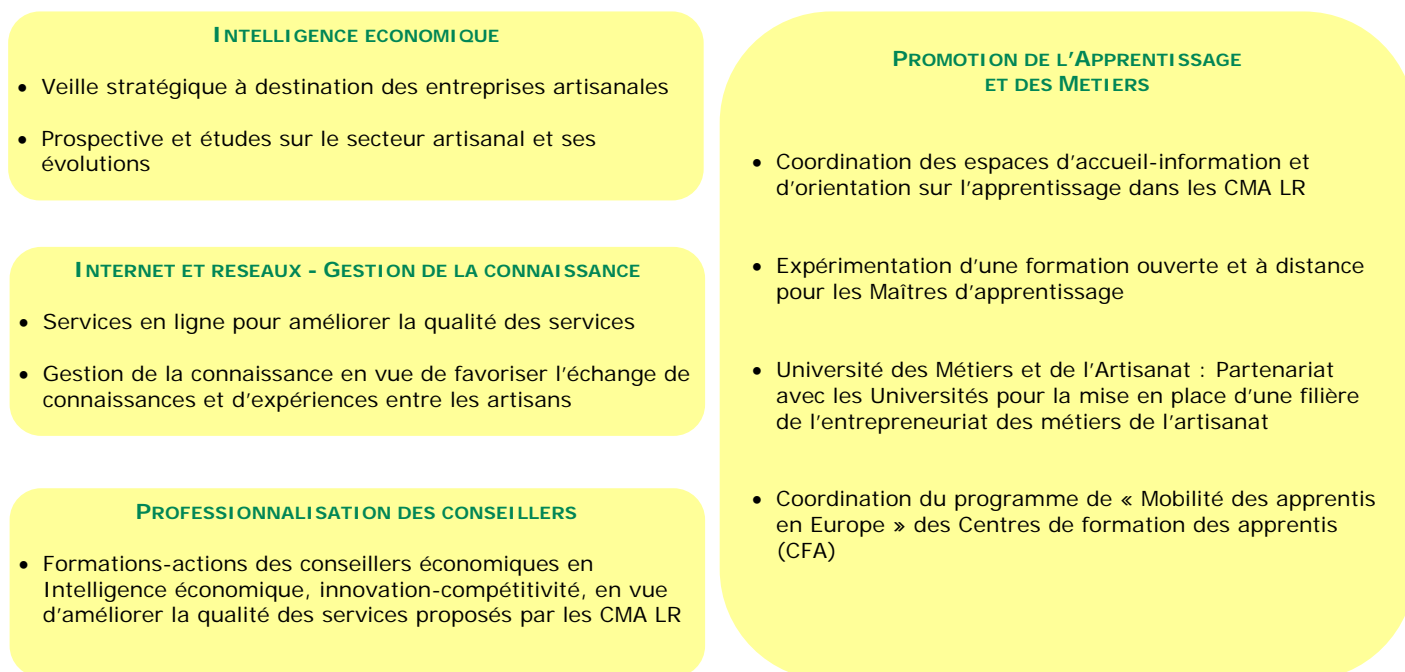 INTELLIGENCE ECONOMIQUE
• Veille stratégique à destination des entreprises artisanales
• Prospective et études sur le secteur artisanal et ses
évolutions
INTERNET ET RESEAUX - GESTION DE LA CONNAISSANCE
• Services en ligne pour améliorer la qualité des services
• Gestion de la connaissance en vue de favoriser l'échange de
connaissances et d'expériences entre les artisans
PROFESSIONNALISATION DES CONSEILLERS
• Formations-actions des conseillers économiques en
Intelligence économique, innovation-compétitivité, en vue
d'améliorer la qualité des services proposés par les CMA LR
PROMOTION DE L'APPRENTISSAGE
ET DES METIERS
• Coordination des espaces d'accueil-information et
d'orientation sur l'apprentissage dans les CMA LR
• Expérimentation d'une formation ouverte et à distance
pour les Maîtres d'apprentissage
• Université des Métiers et de l'Artisanat : Partenariat
avec les Universités pour la mise en place d'une filière
de l'entrepreneuriat des métiers de l'artisanat
• Coordination du programme de « Mobilité des apprentis
en Europe » des Centres de formation des apprentis
(CFA)